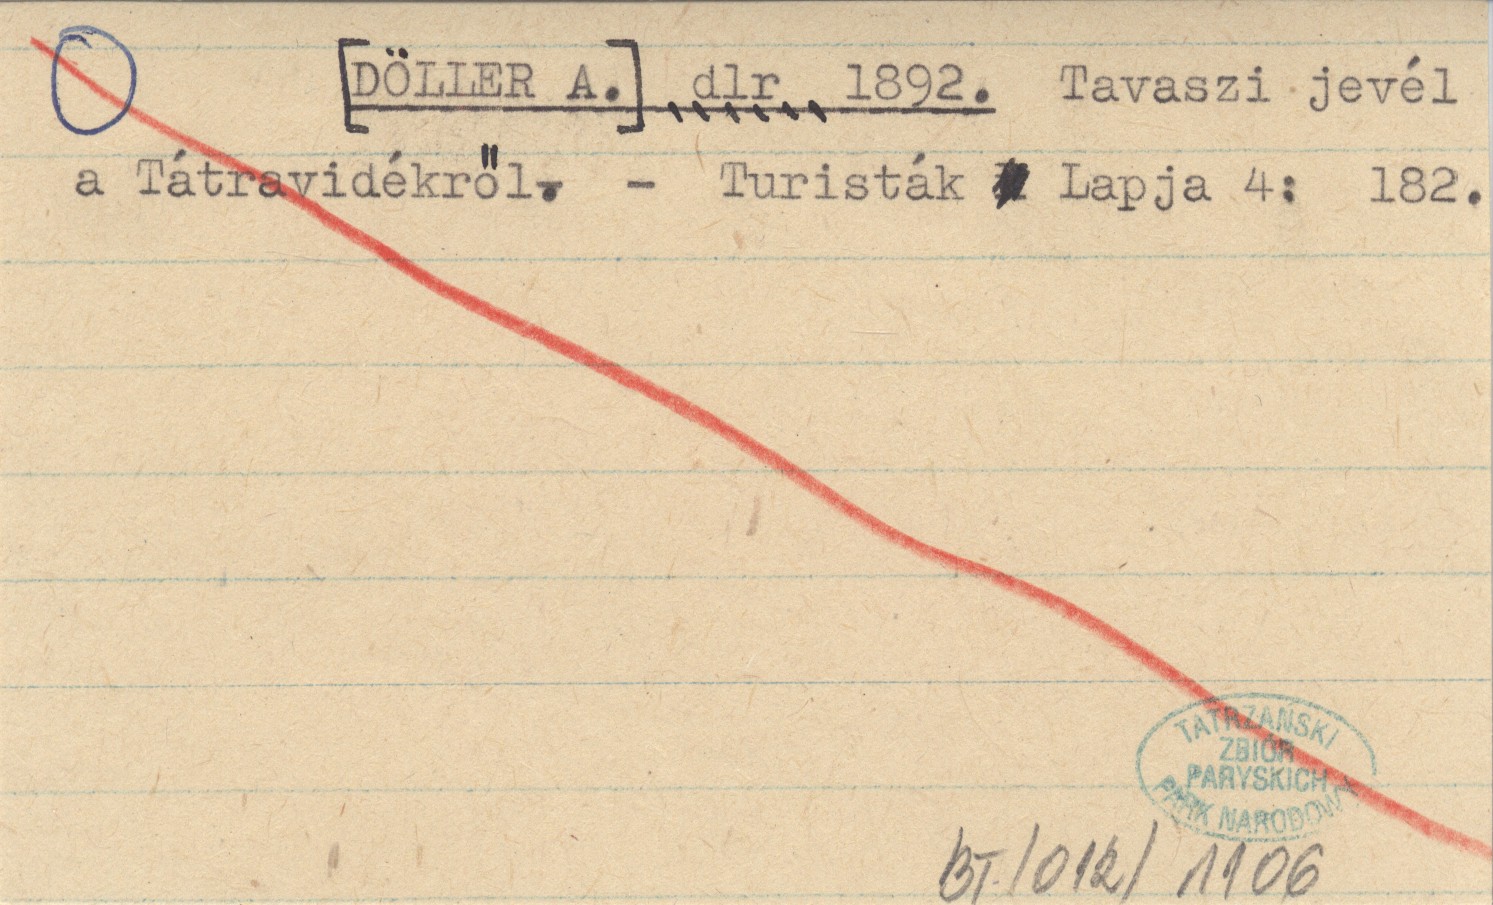 [DÖLLER A.] dlr 1892. Tavaszi jevél
a Tátravidékről. - Turisták Lapja 4: 182.
TATRZAŃSKI
ZBIÓR
PARYSKICH
PARK NARODOWY
BT/012/1106